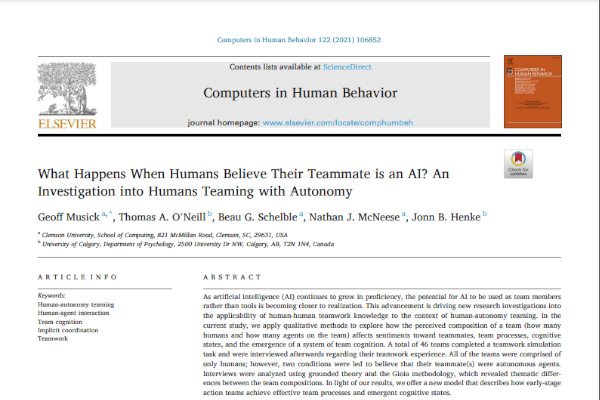 Computers in Human Behavior 122 (2021) 106852
Contents lists available at ScienceDirect
Computers in Human Behavior
journal homepage: www.elsevier.com/locate/comphumbeh
ELSEVIER
COMPUTERS IN
HUMAN BEHAVIOR
Check for
updates
What Happens When Humans Believe Their Teammate is an AI? An
Investigation into Humans Teaming with Autonomy
Geoff Musick a,*, Thomas A. O'Neill b, Beau G. Schelble a, Nathan J. McNeese a, Jonn B. Henke b
a Clemson University, School of Computing, 821 McMillan Road, Clemson, SC, 29631, USA
b University of Calgary, Department of Psychology, 2500 University Dr NW, Calgary, AB, T2N 1N4, Canada
ARTICLE INFO
Keywords:
Human-autonomy teaming
Human-agent interaction
Team cognition
Implicit coordination
Teamwork
ABSTRACT
As artificial intelligence (AI) continues to grow in proficiency, the potential for AI to be used as team members
rather than tools is becoming closer to realization. This advancement is driving new research investigations into
the applicability of human-human teamwork knowledge to the context of human-autonomy teaming. In the
current study, we apply qualitative methods to explore how the perceived composition of a team (how many
humans and how many agents on the team) affects sentiments toward teammates, team processes, cognitive
states, and the emergence of a system of team cognition. A total of 46 teams completed a teamwork simulation
task and were interviewed afterwards regarding their teamwork experience. All of the teams were comprised of
only humans; however, two conditions were led to believe that their teammate(s) were autonomous agents.
Interviews were analyzed using grounded theory and the Gioia methodology, which revealed thematic differ-
ences between the team compositions. In light of our results, we offer a new model that describes how early-stage
action teams achieve effective team processes and emergent cognitive states.